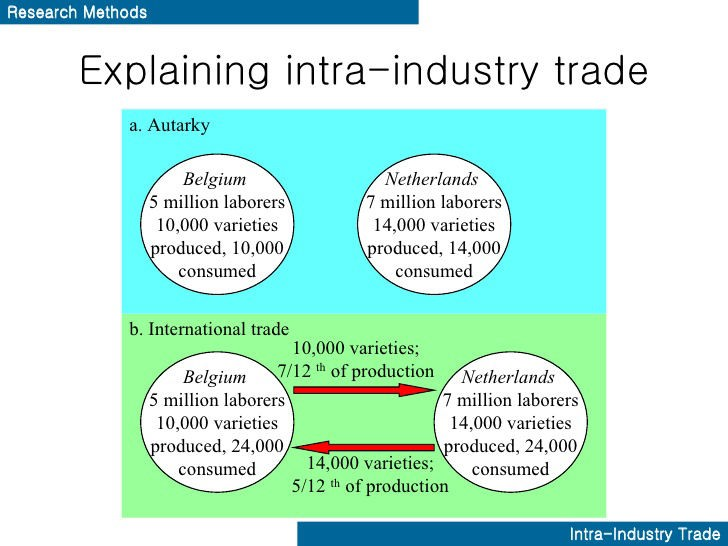 Research Methods
Explaining intra-industry trade
a. Autarky
Belgium
5 million laborers
10,000 varieties
produced, 10,000
consumed
Netherlands
7 million laborers
14,000 varieties
produced, 14,000
consumed
b. International trade
10,000 varieties;
7/12 th of production
Belgium
5 million laborers
10,000 varieties
produced, 24,000
consumed
Netherlands
7 million laborers
14,000 varieties
produced, 24,000
consumed
14,000 varieties;
5/12 th of production
Intra-Industry Trade